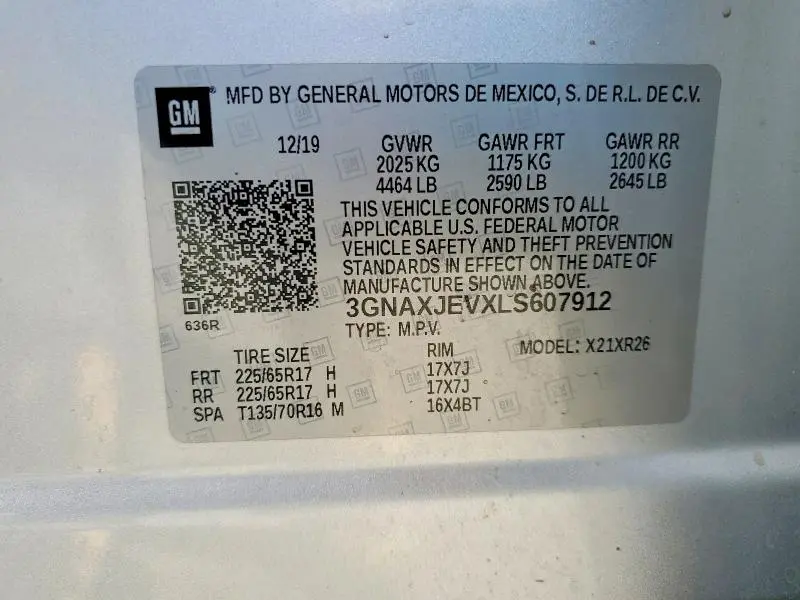 GM® MFD BY GENERAL MOTORS DE MEXICO, S. DE R.L. DE C.V.
12/19 GVWR GAWR FRT GAWR RR
2025 KG 1175 KG 1200 KG
4464 LB 2590 LB 2645 LB
THIS VEHICLE CONFORMS TO ALL
APPLICABLE U.S. FEDERAL MOTOR
VEHICLE SAFETY AND THEFT PREVENTION
STANDARDS IN EFFECT ON THE DATE OF
MANUFACTURE SHOWN ABOVE.
3GNAXJEVXLS607912
636R
TYPE: M.P.V.
TIRE SIZE RIM MODEL: X21XR26
FRT 225/65R17 H 17X7J
RR 225/65R17 H 17X7J
SPA T135/70R16 M 16X4BT